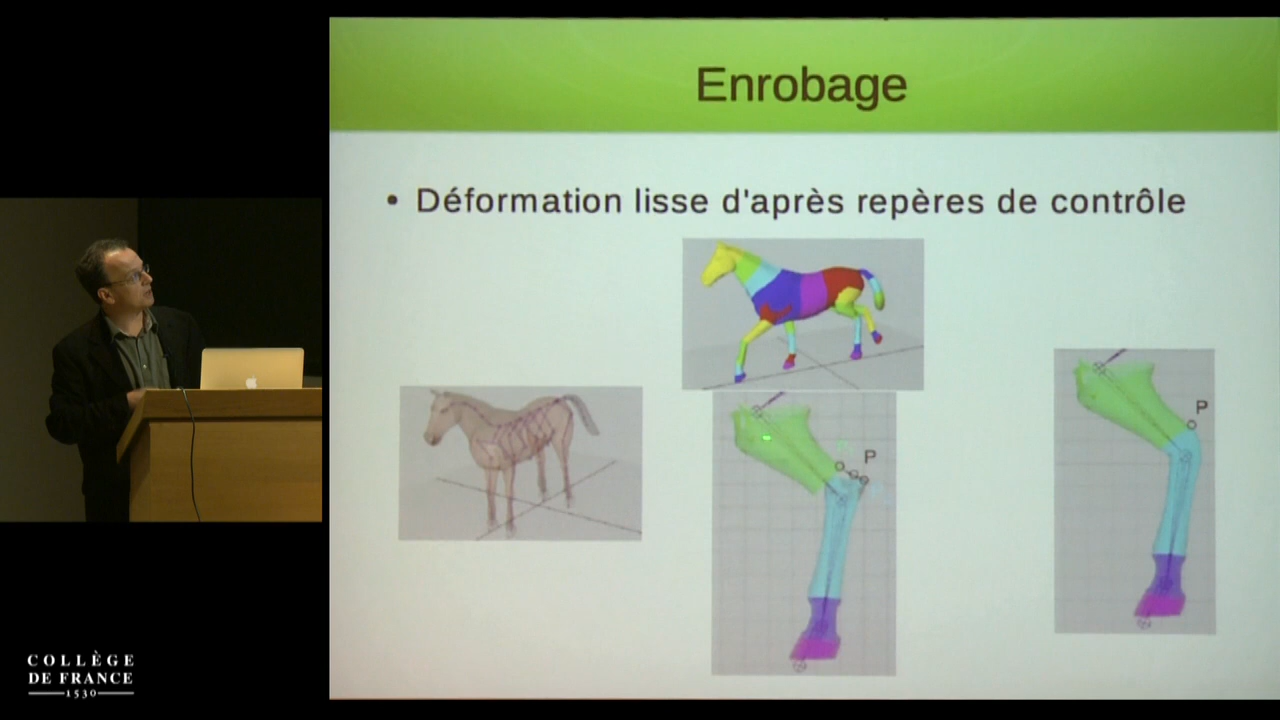 Enrobage
• Déformation lisse d'après repères de contrôle
P
P
COLLÈGE
DE FRANCE
1530